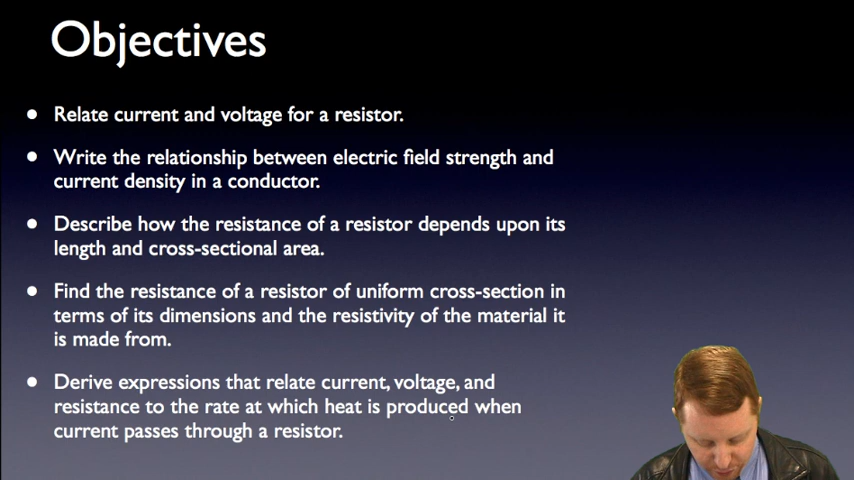 Objectives
• Relate current and voltage for a resistor.
• Write the relationship between electric field strength and
current density in a conductor.
• Describe how the resistance of a resistor depends upon its
length and cross-sectional area.
• Find the resistance of a resistor of uniform cross-section in
terms of its dimensions and the resistivity of the material it
is made from.
• Derive expressions that relate current, voltage, and
resistance to the rate at which heat is produced when
current passes through a resistor.